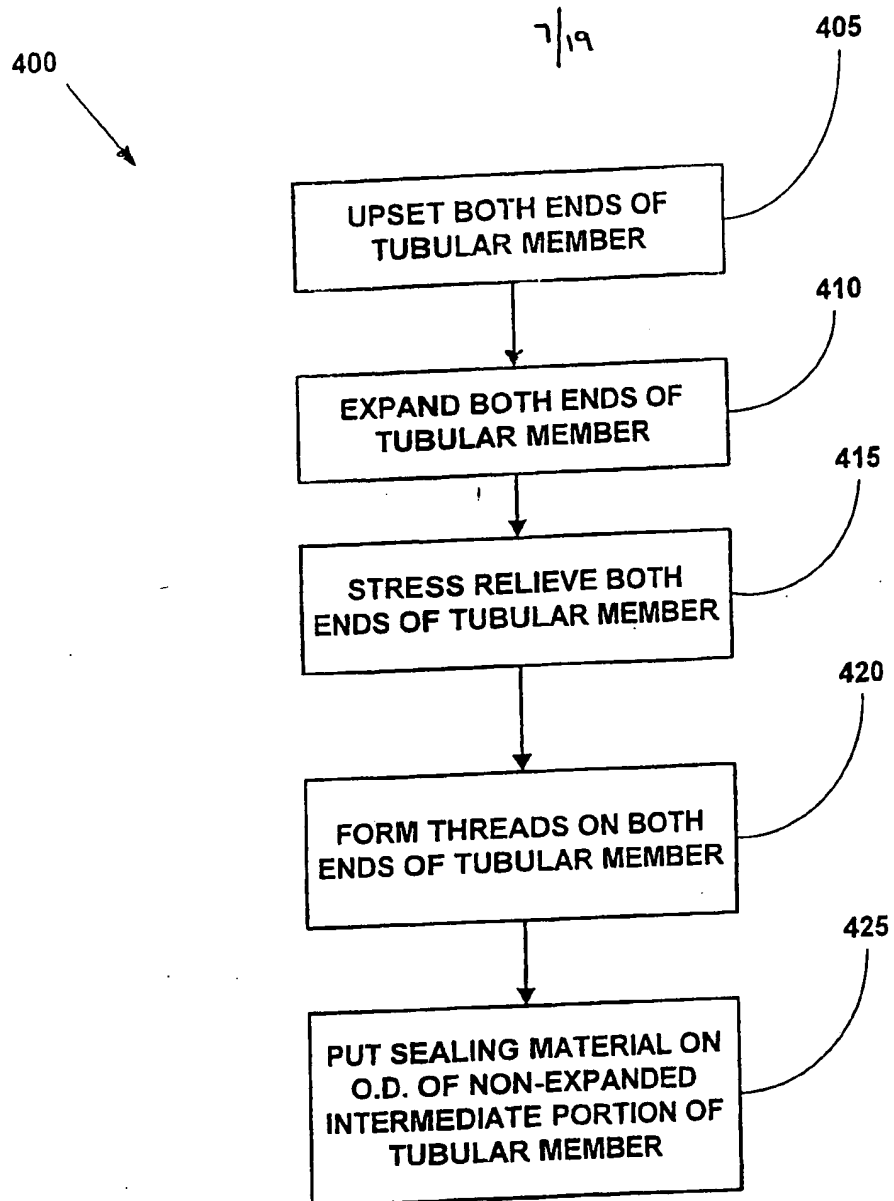 7/19
400
405
UPSET BOTH ENDS OF
TUBULAR MEMBER
410
EXPAND BOTH ENDS OF
TUBULAR MEMBER
415
STRESS RELIEVE BOTH
ENDS OF TUBULAR MEMBER
420
FORM THREADS ON BOTH
ENDS OF TUBULAR MEMBER
425
PUT SEALING MATERIAL ON
O.D. OF NON-EXPANDED
INTERMEDIATE PORTION OF
TUBULAR MEMBER